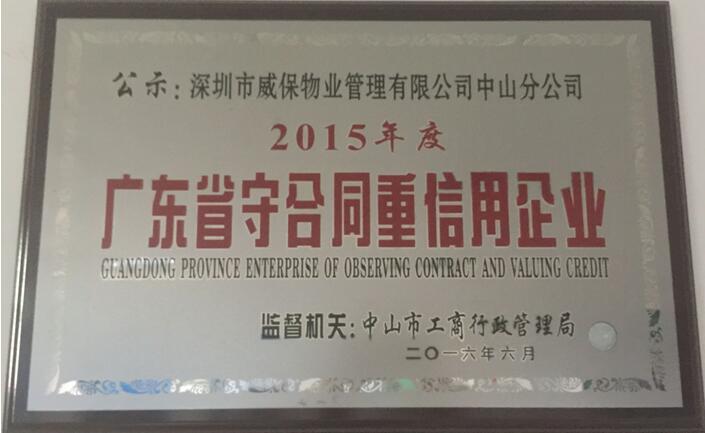 公示：深圳市威保物业管理有限公司中山分公司
2015年度
广东省守合同重信用企业
GUANGDONG PROVINCE ENTERPRISE OF OBSERVING CONTRACT AND VALUING CREDIT
监督机关：中山市工商行政管理局
二〇一六年六月